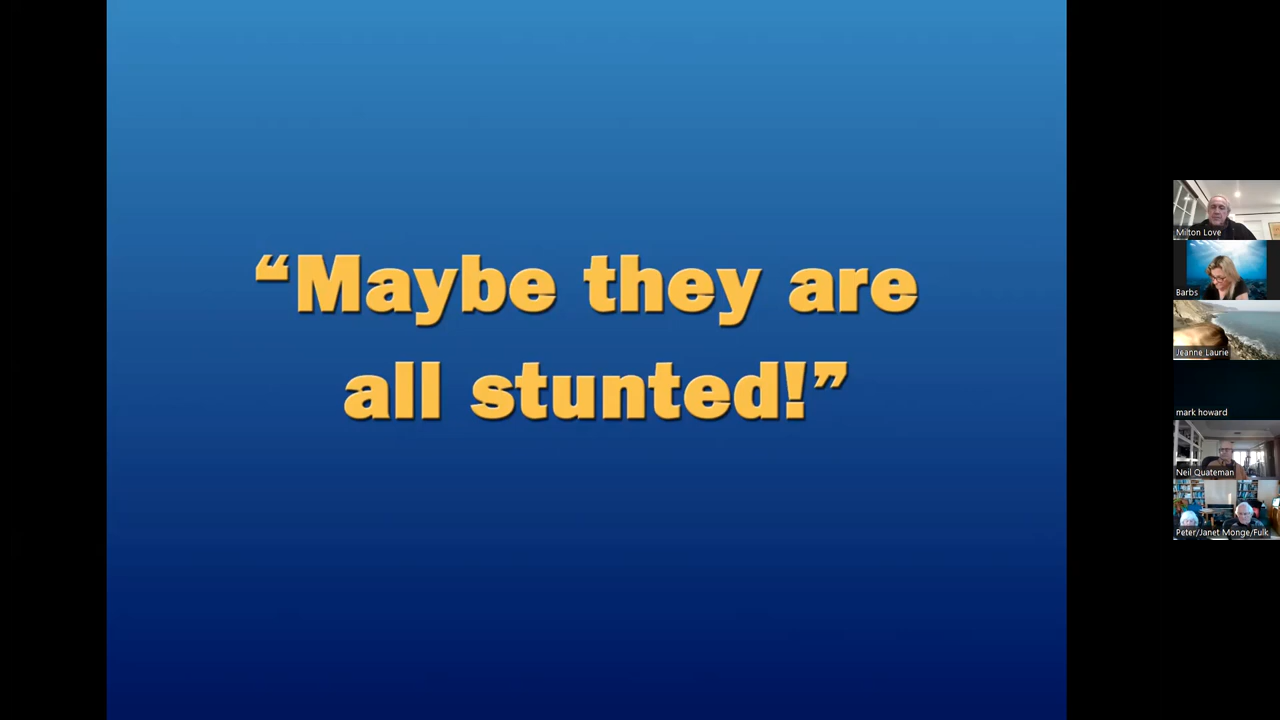 “Maybe they are
all stunted!”
Milton Love
Barbs
Jeanne Laurie
mark howard
Neil Quateman
Peter/Janet Monge/Fulk